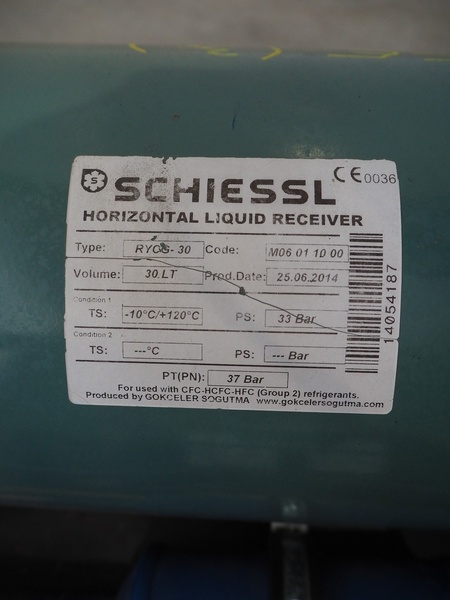 S SCHIESSL CE 0036
HORIZONTAL LIQUID RECEIVER
Type: RYGS- 30 Code: M06 01 10 00
Volume: 30 LT Prod.Date: 25.06.2014
Condition 1
TS: -10°C/+120°C PS: 33 Bar
Condition 2
TS: ---°C PS: --- Bar
PT(PN): 37 Bar
For used with CFC-HCFC-HFC (Group 2) refrigerants.
Produced by GOKCELER SOGUTMA www.gokcelersogutma.com
14054187